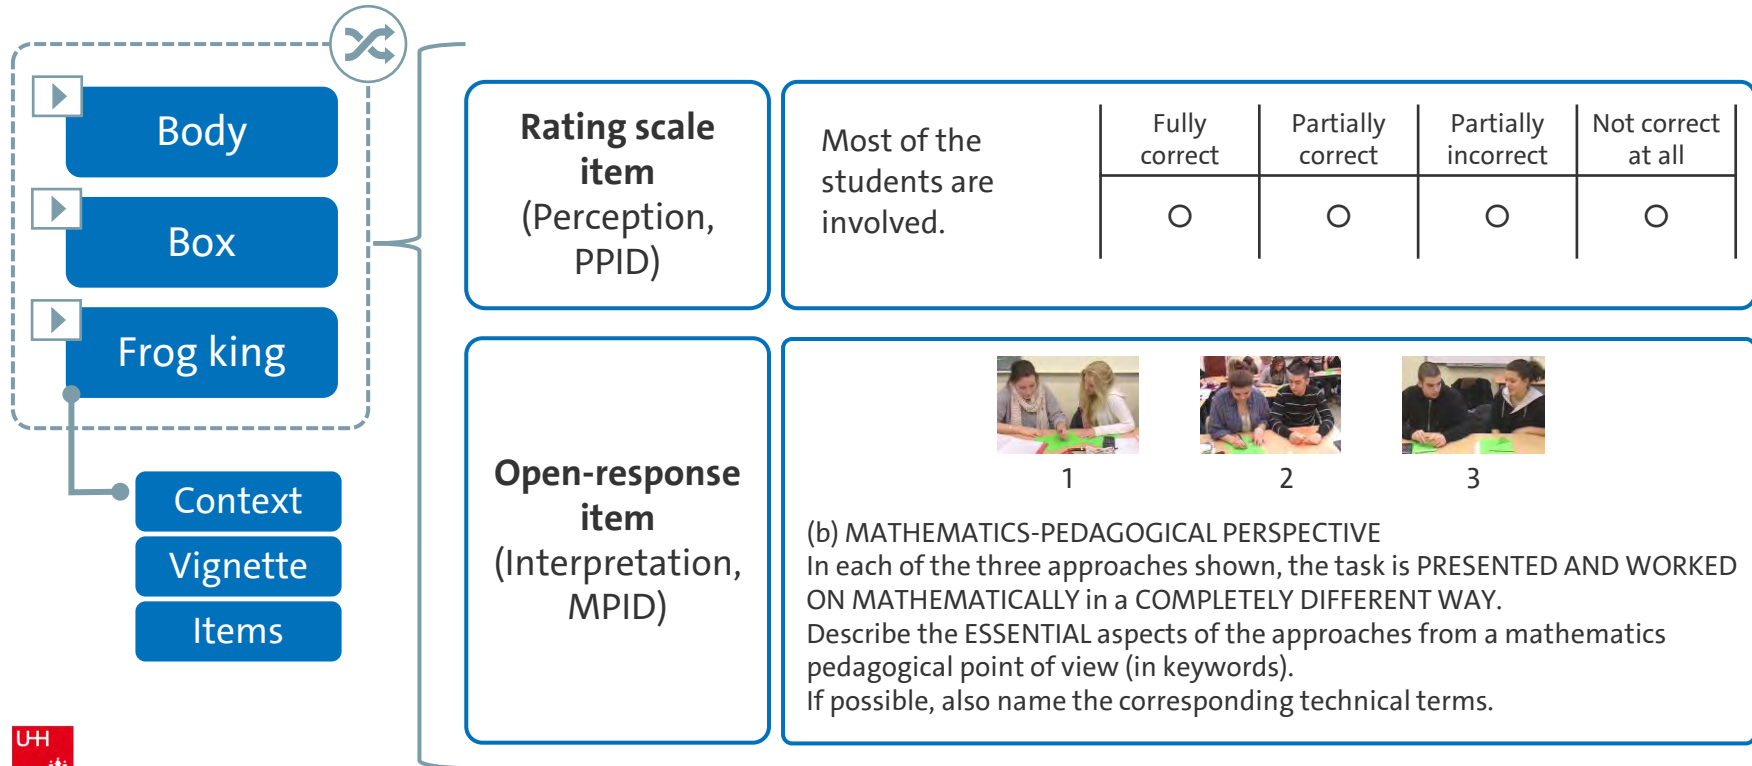 Body
Box
Frog king
Context
Vignette
Items
Rating scale
item
(Perception,
PPID)
Most of the
students are
involved.
Fully
correct
Partially
correct
Partially
incorrect
Not correct
at all
Open-response
item
(Interpretation,
MPID)
1
2
3
(b) MATHEMATICS-PEDAGOGICAL PERSPECTIVE
In each of the three approaches shown, the task is PRESENTED AND WORKED
ON MATHEMATICALLY in a COMPLETELY DIFFERENT WAY.
Describe the ESSENTIAL aspects of the approaches from a mathematics
pedagogical point of view (in keywords).
If possible, also name the corresponding technical terms.
UH